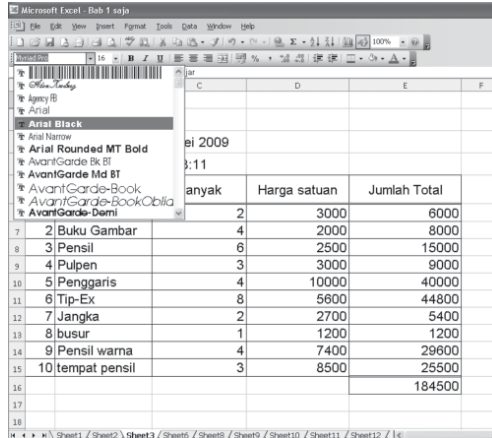 Microsoft Excel - Bab 1 saja
File Edit View Insert Format Tools Data Window Help
100%
Myriad Pro 16 B I U
Agency FB
Arial
Arial Black
Arial Narrow
Arial Rounded MT Bold
AvantGarde Bk BT
AvantGarde Md BT
AvantGarde-Book
AvantGarde-BookObliq
AvantGarde-Demi
jar
C D E F
ei 2009
:11
anyak Harga satuan Jumlah Total
2 3000 6000
7 2 Buku Gambar 4 2000 8000
8 3 Pensil 6 2500 15000
9 4 Pulpen 3 3000 9000
10 5 Penggaris 4 10000 40000
11 6 Tip-Ex 8 5600 44800
12 7 Jangka 2 2700 5400
13 8 busur 1 1200 1200
14 9 Pensil warna 4 7400 29600
15 10 tempat pensil 3 8500 25500
16 184500
17
18
Sheet1 / Sheet2 / Sheet3 / Sheet6 / Sheet8 / Sheet9 / Sheet10 / Sheet11 / Sheet12